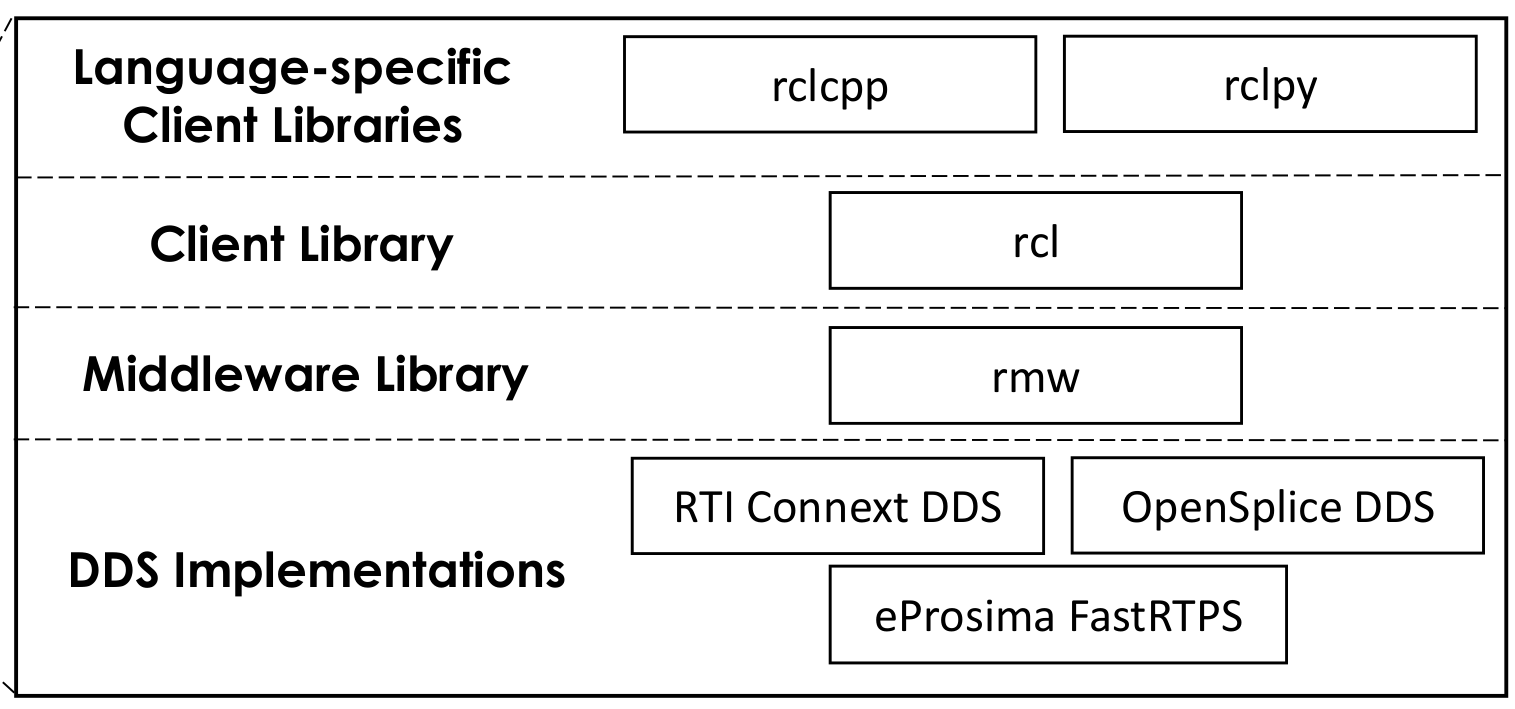 Language-specific
Client Libraries
rclcpp
rclpy
Client Library
rcl
Middleware Library
rmw
DDS Implementations
RTI Connext DDS
OpenSplice DDS
eProsima FastRTPS